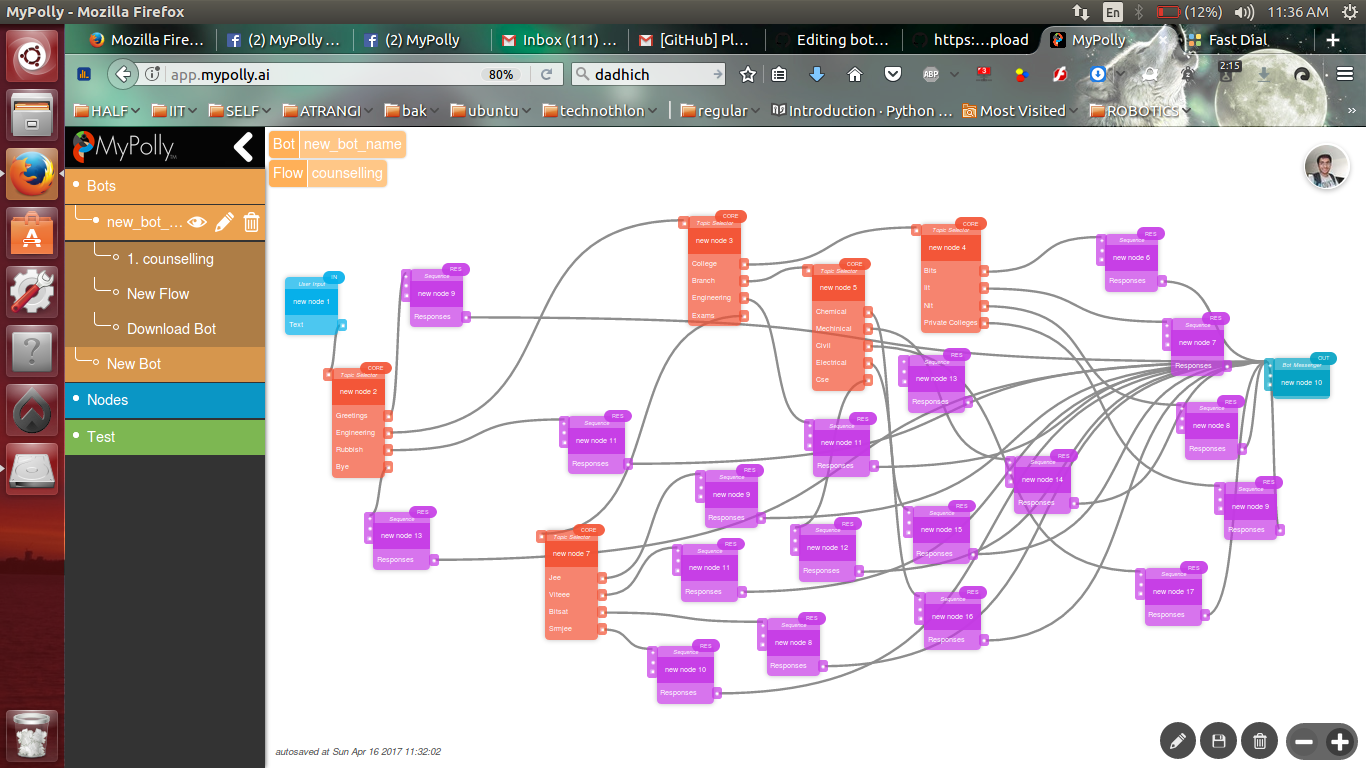 MyPolly - Mozilla Firefox
En
(12%)
11:36 AM
Mozilla Fire...
(2) MyPolly ...
(2) MyPolly
Inbox (111) ...
[GitHub] Pl...
Editing bot...
https:...pload
MyPolly
Fast Dial
app.mypolly.ai
80%
dadhich
ABP
3
2:15
HALF
IIT
SELF
ATRANGI
bak
ubuntu
technothlon
regular
Introduction · Python ...
Most Visited
ROBOTICS
MyPolly
Bots
new_bot_...
1. counselling
New Flow
Download Bot
New Bot
Nodes
Test
Bot new_bot_name
Flow counselling
IN
User Input
new node 1
Text
RES
Sequence
new node 9
Responses
CORE
Topic Selector
new node 2
Greetings
Engineering
Rubbish
Bye
RES
Sequence
new node 13
Responses
RES
Sequence
new node 11
Responses
CORE
Topic Selector
new node 3
College
Branch
Engineering
Exams
CORE
Topic Selector
new node 5
Chemical
Mechinical
Civil
Electrical
Cse
CORE
Topic Selector
new node 4
Bits
Iit
Nit
Private Colleges
RES
Sequence
new node 6
Responses
RES
Sequence
new node 7
Responses
OUT
Bot Messenger
new node 10
RES
Sequence
new node 13
Responses
RES
Sequence
new node 8
Responses
RES
Sequence
new node 11
Responses
RES
Sequence
new node 14
Responses
RES
Sequence
new node 9
Responses
RES
Sequence
new node 9
Responses
RES
Sequence
new node 15
Responses
RES
Sequence
new node 12
Responses
CORE
Topic Selector
new node 7
Jee
Viteee
Bitsat
Srmjee
RES
Sequence
new node 11
Responses
RES
Sequence
new node 17
Responses
RES
Sequence
new node 16
Responses
RES
Sequence
new node 8
Responses
RES
Sequence
new node 10
Responses
autosaved at Sun Apr 16 2017 11:32:02